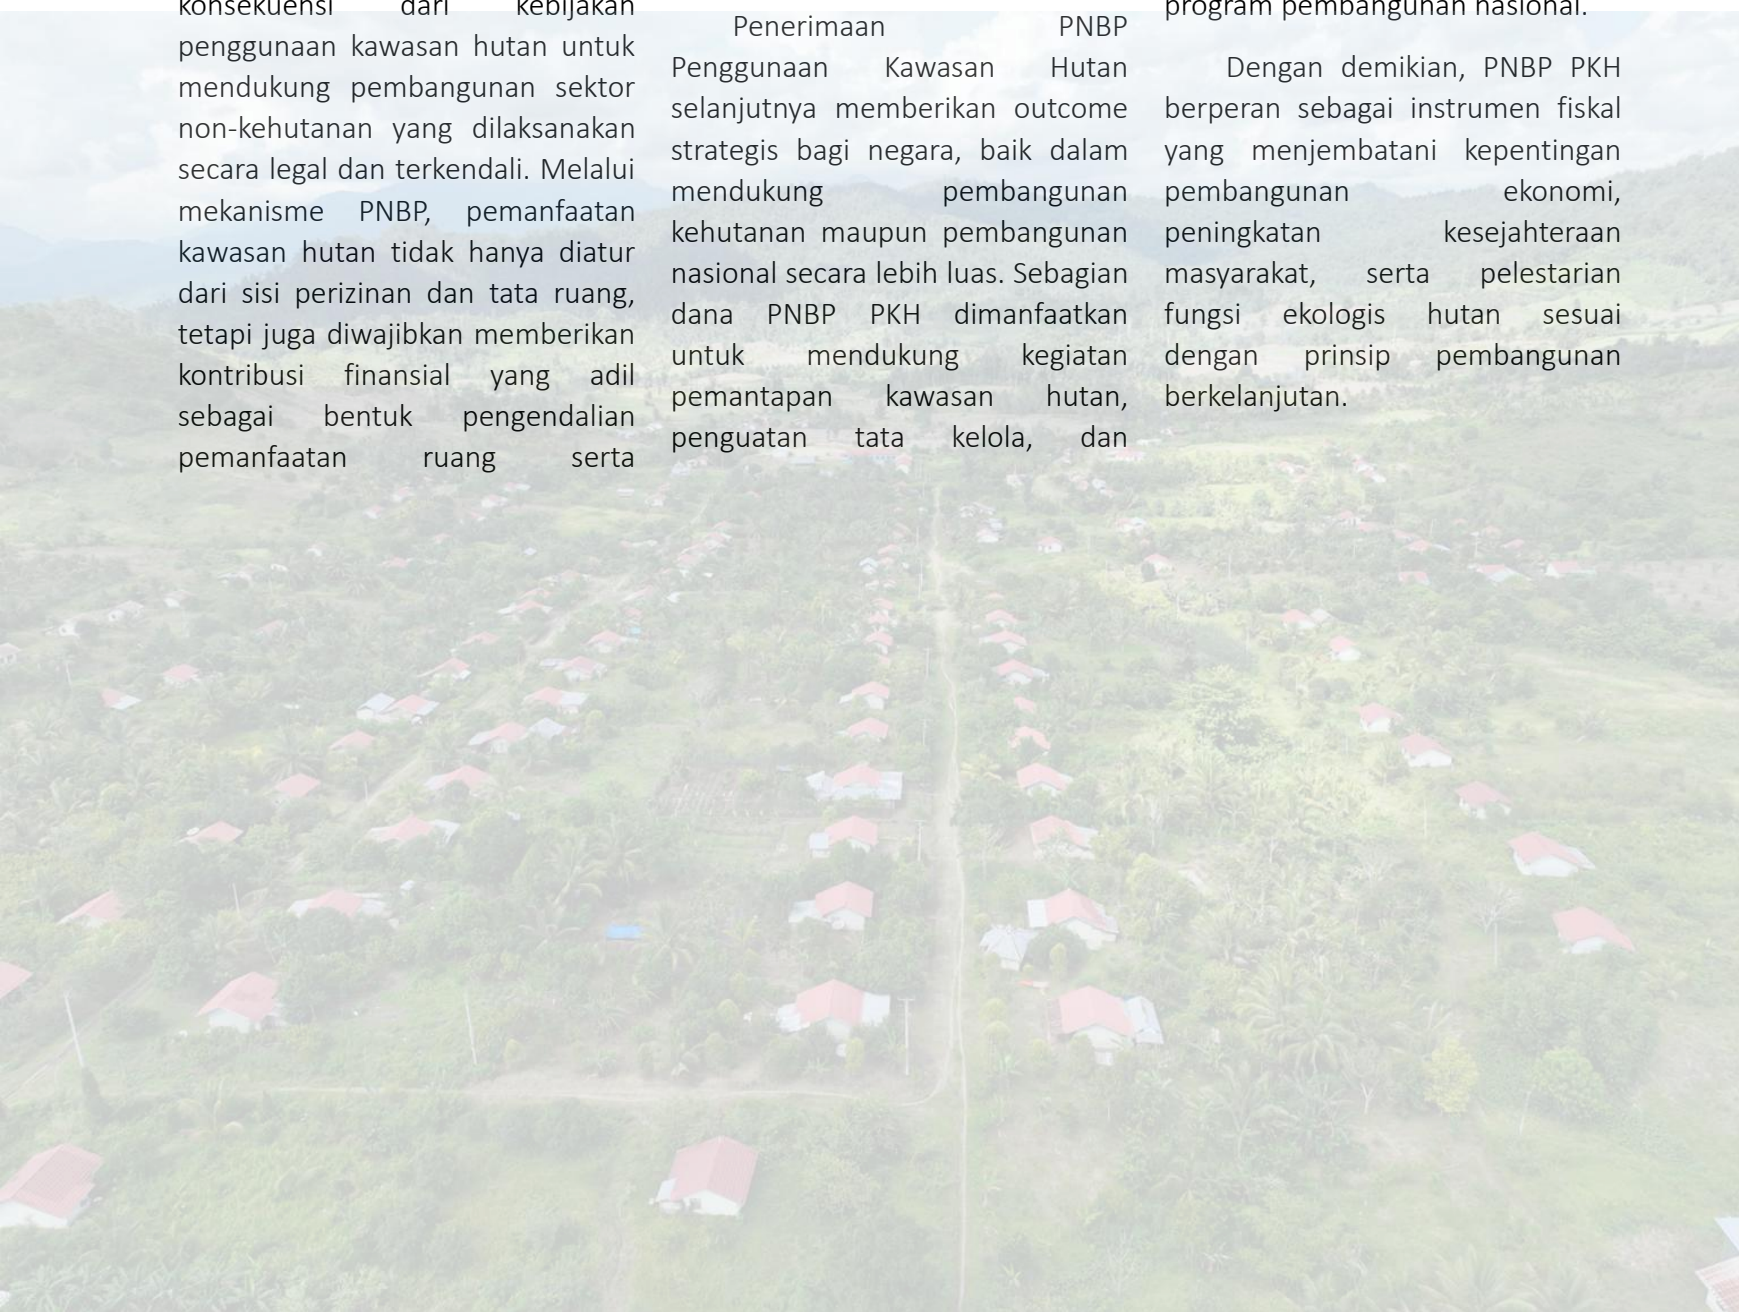 konsekuensi dari kebijakan
penggunaan kawasan hutan untuk
mendukung pembangunan sektor
non-kehutanan yang dilaksanakan
secara legal dan terkendali. Melalui
mekanisme PNBP, pemanfaatan
kawasan hutan tidak hanya diatur
dari sisi perizinan dan tata ruang,
tetapi juga diwajibkan memberikan
kontribusi finansial yang adil
sebagai bentuk pengendalian
pemanfaatan ruang serta
Penerimaan PNBP
Penggunaan Kawasan Hutan
selanjutnya memberikan outcome
strategis bagi negara, baik dalam
mendukung pembangunan
kehutanan maupun pembangunan
nasional secara lebih luas. Sebagian
dana PNBP PKH dimanfaatkan
untuk mendukung kegiatan
pemantapan kawasan hutan,
penguatan tata kelola, dan
program pembangunan nasional.
Dengan demikian, PNBP PKH
berperan sebagai instrumen fiskal
yang menjembatani kepentingan
pembangunan ekonomi,
peningkatan kesejahteraan
masyarakat, serta pelestarian
fungsi ekologis hutan sesuai
dengan prinsip pembangunan
berkelanjutan.